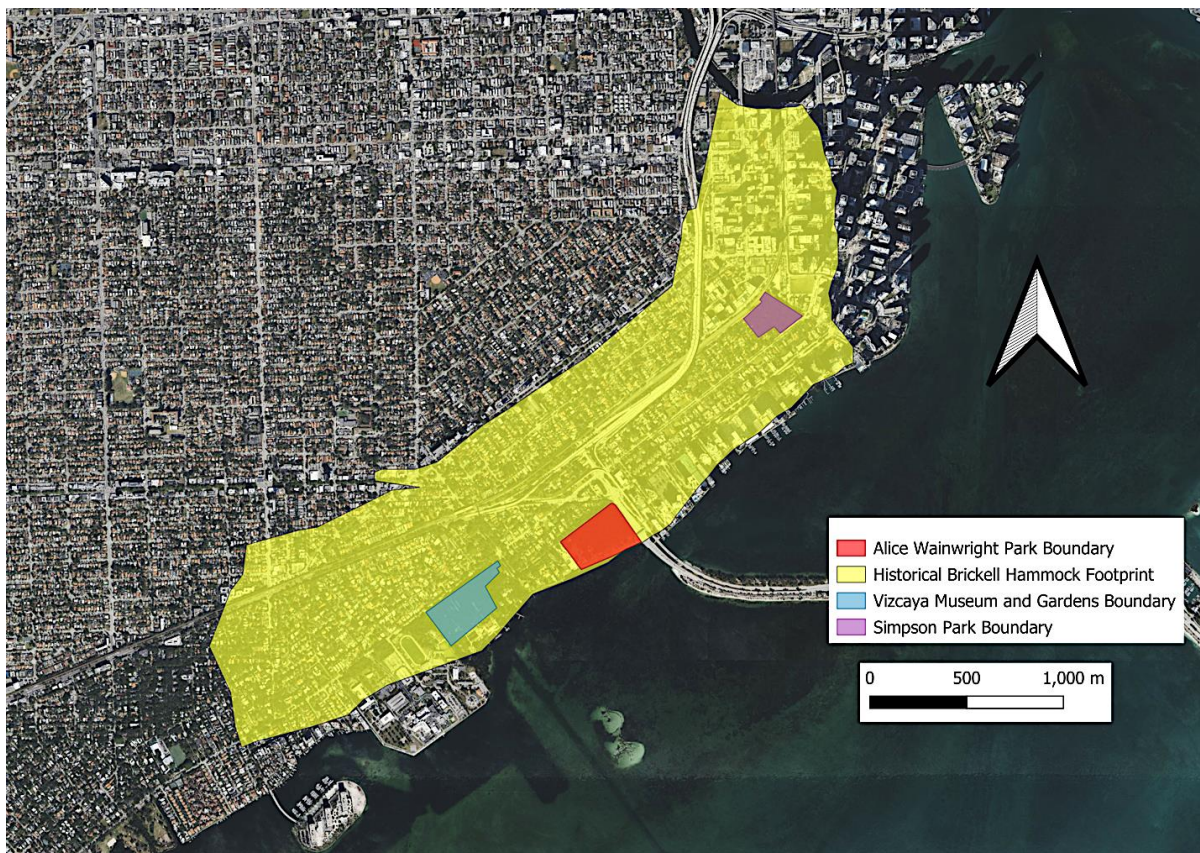 Alice Wainwright Park Boundary
Historical Brickell Hammock Footprint
Vizcaya Museum and Gardens Boundary
Simpson Park Boundary
0 500 1,000 m